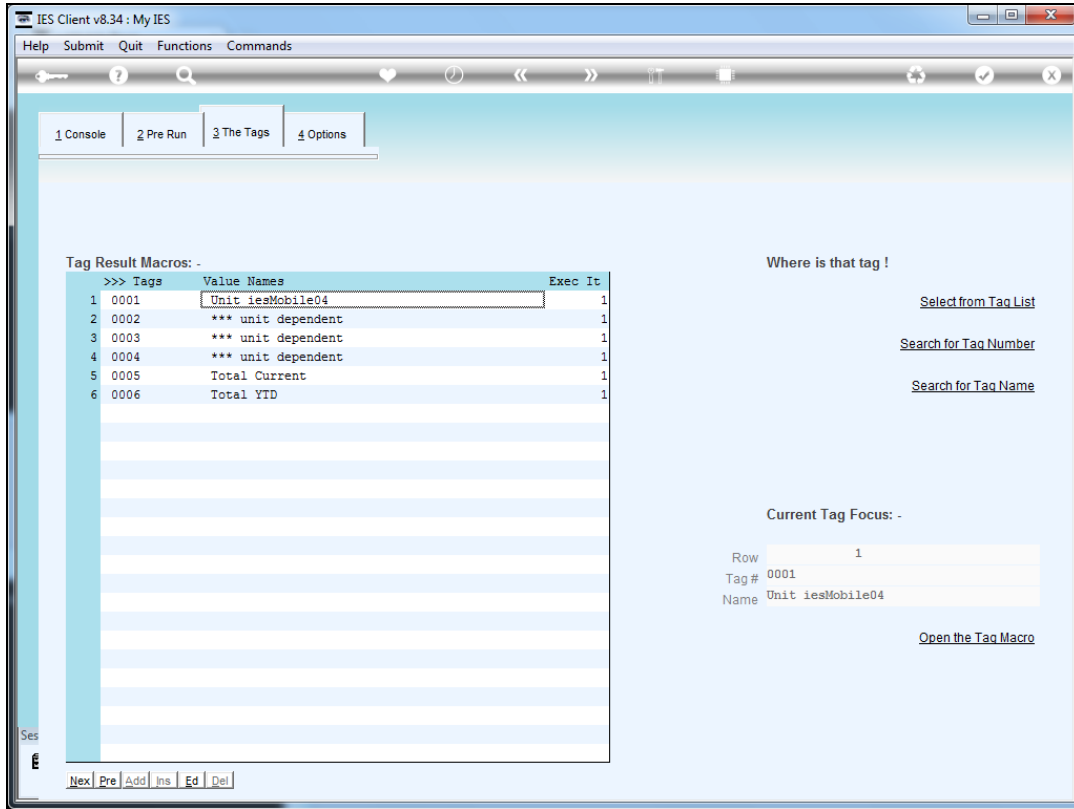 IES Client v8.34 : My IES
Help Submit Quit Functions Commands
1 Console 2 Pre Run 3 The Tags 4 Options
Tag Result Macros: -
>>> Tags Value Names Exec It
1 0001 Unit iesMobile04 1
2 0002 *** unit dependent 1
3 0003 *** unit dependent 1
4 0004 *** unit dependent 1
5 0005 Total Current 1
6 0006 Total YTD 1
Where is that tag !
Select from Tag List
Search for Tag Number
Search for Tag Name
Current Tag Focus: -
Row 1
Tag # 0001
Name Unit iesMobile04
Open the Tag Macro
Ses
Nex Pre Add Ins Ed Del